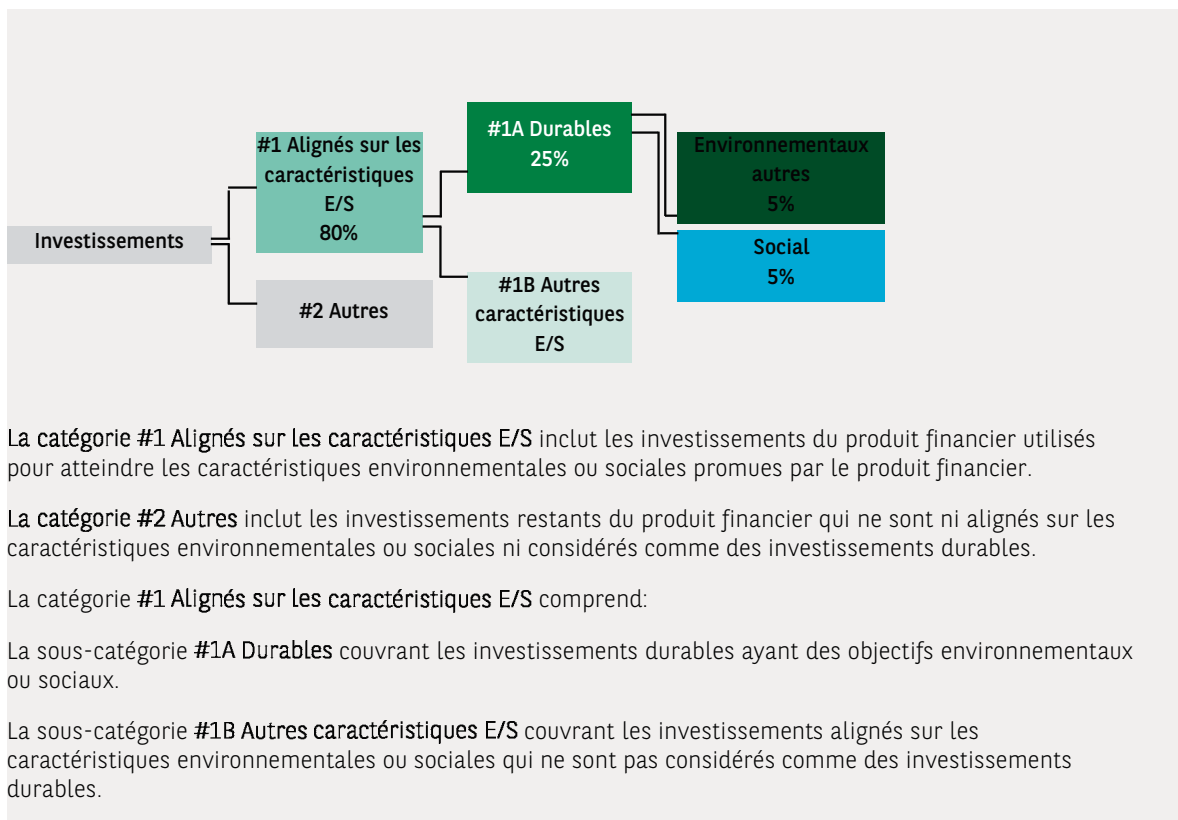 #1A Durables
25%
#1 Alignés sur les
caractéristiques
E/S
80%
Environnementaux
autres
5%
Investissements
Social
5%
#2 Autres
#1B Autres
caractéristiques
E/S
La catégorie #1 Alignés sur les caractéristiques E/S inclut les investissements du produit financier utilisés
pour atteindre les caractéristiques environnementales ou sociales promues par le produit financier.
La catégorie #2 Autres inclut les investissements restants du produit financier qui ne sont ni alignés sur les
caractéristiques environnementales ou sociales ni considérés comme des investissements durables.
La catégorie #1 Alignés sur les caractéristiques E/S comprend:
La sous-catégorie #1A Durables couvrant les investissements durables ayant des objectifs environnementaux
ou sociaux.
La sous-catégorie #1B Autres caractéristiques E/S couvrant les investissements alignés sur les
caractéristiques environnementales ou sociales qui ne sont pas considérés comme des investissements
durables.